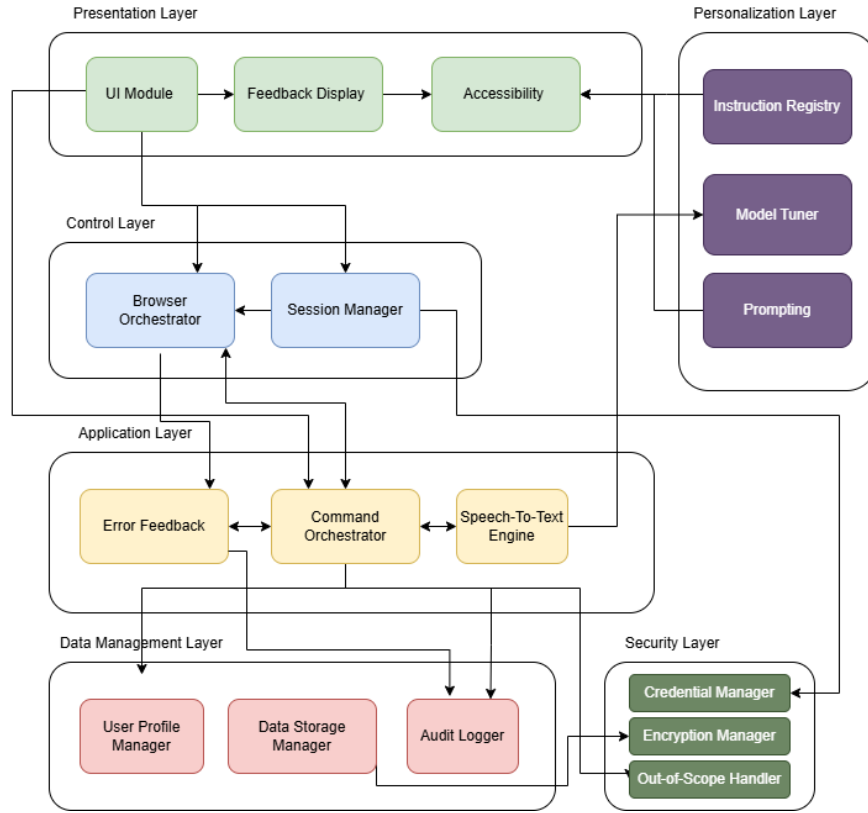 Presentation Layer
Personalization Layer
UI Module
Feedback Display
Accessibility
Instruction Registry
Model Tuner
Prompting
Control Layer
Browser
Orchestrator
Session Manager
Application Layer
Error Feedback
Command
Orchestrator
Speech-To-Text
Engine
Data Management Layer
User Profile
Manager
Data Storage
Manager
Audit Logger
Security Layer
Credential Manager
Encryption Manager
Out-of-Scope Handler